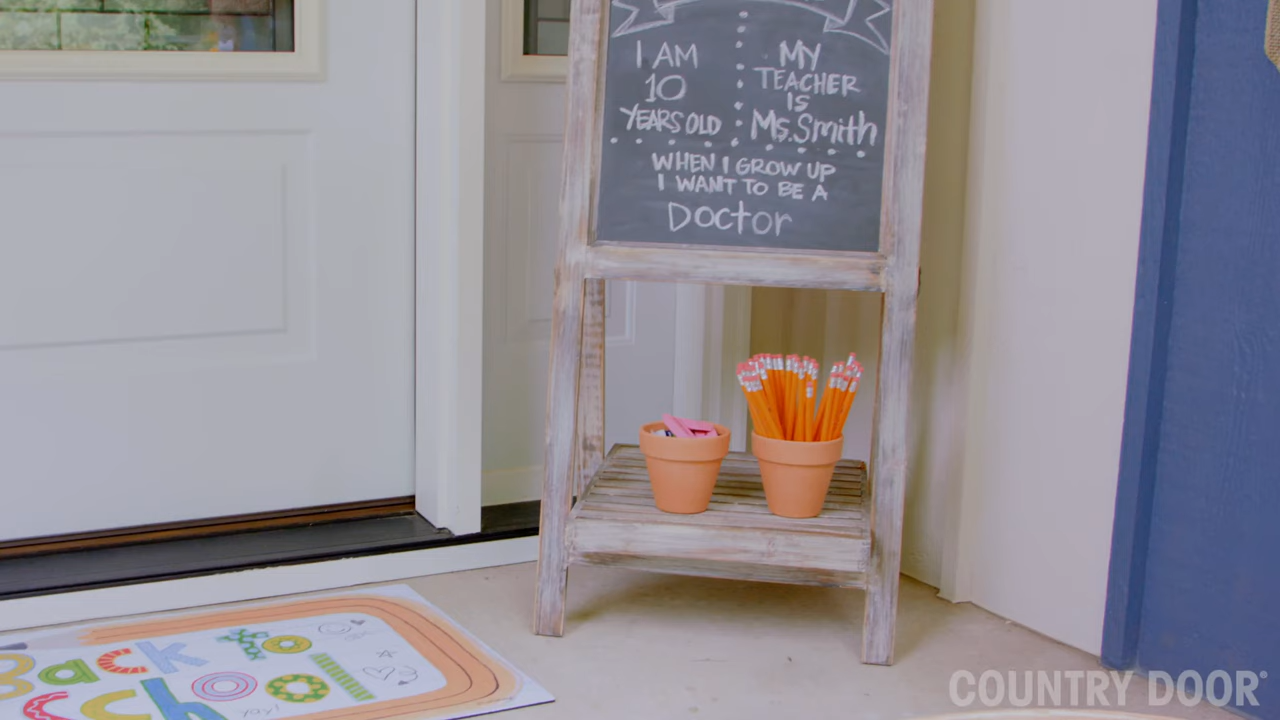 I AM
10
YEARS OLD
MY
TEACHER
IS
Ms. Smith
WHEN I GROW UP
I WANT TO BE A
Doctor
Back
to
School
yay!
COUNTRY DOOR®